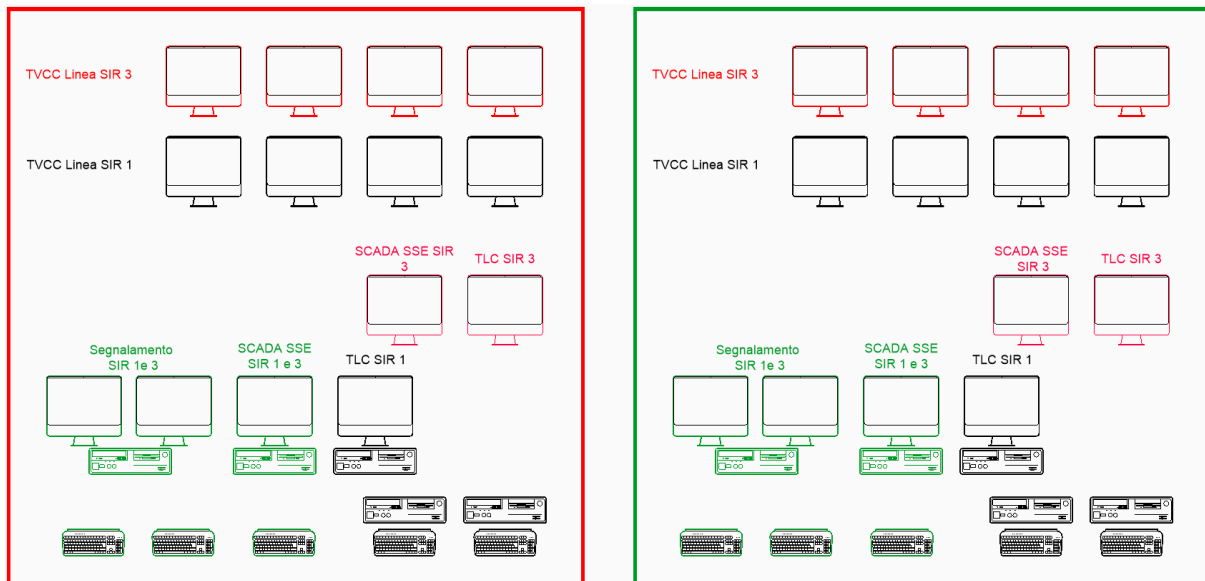 TVCC Linea SIR 3
TVCC Linea SIR 1
SCADA SSE SIR
3
TLC SIR 3
Segnalamento
SIR 1e 3
SCADA SSE
SIR 1 e 3
TLC SIR 1
TVCC Linea SIR 3
TVCC Linea SIR 1
SCADA SSE
SIR 3
TLC SIR 3
Segnalamento
SIR 1e 3
SCADA SSE
SIR 1 e 3
TLC SIR 1